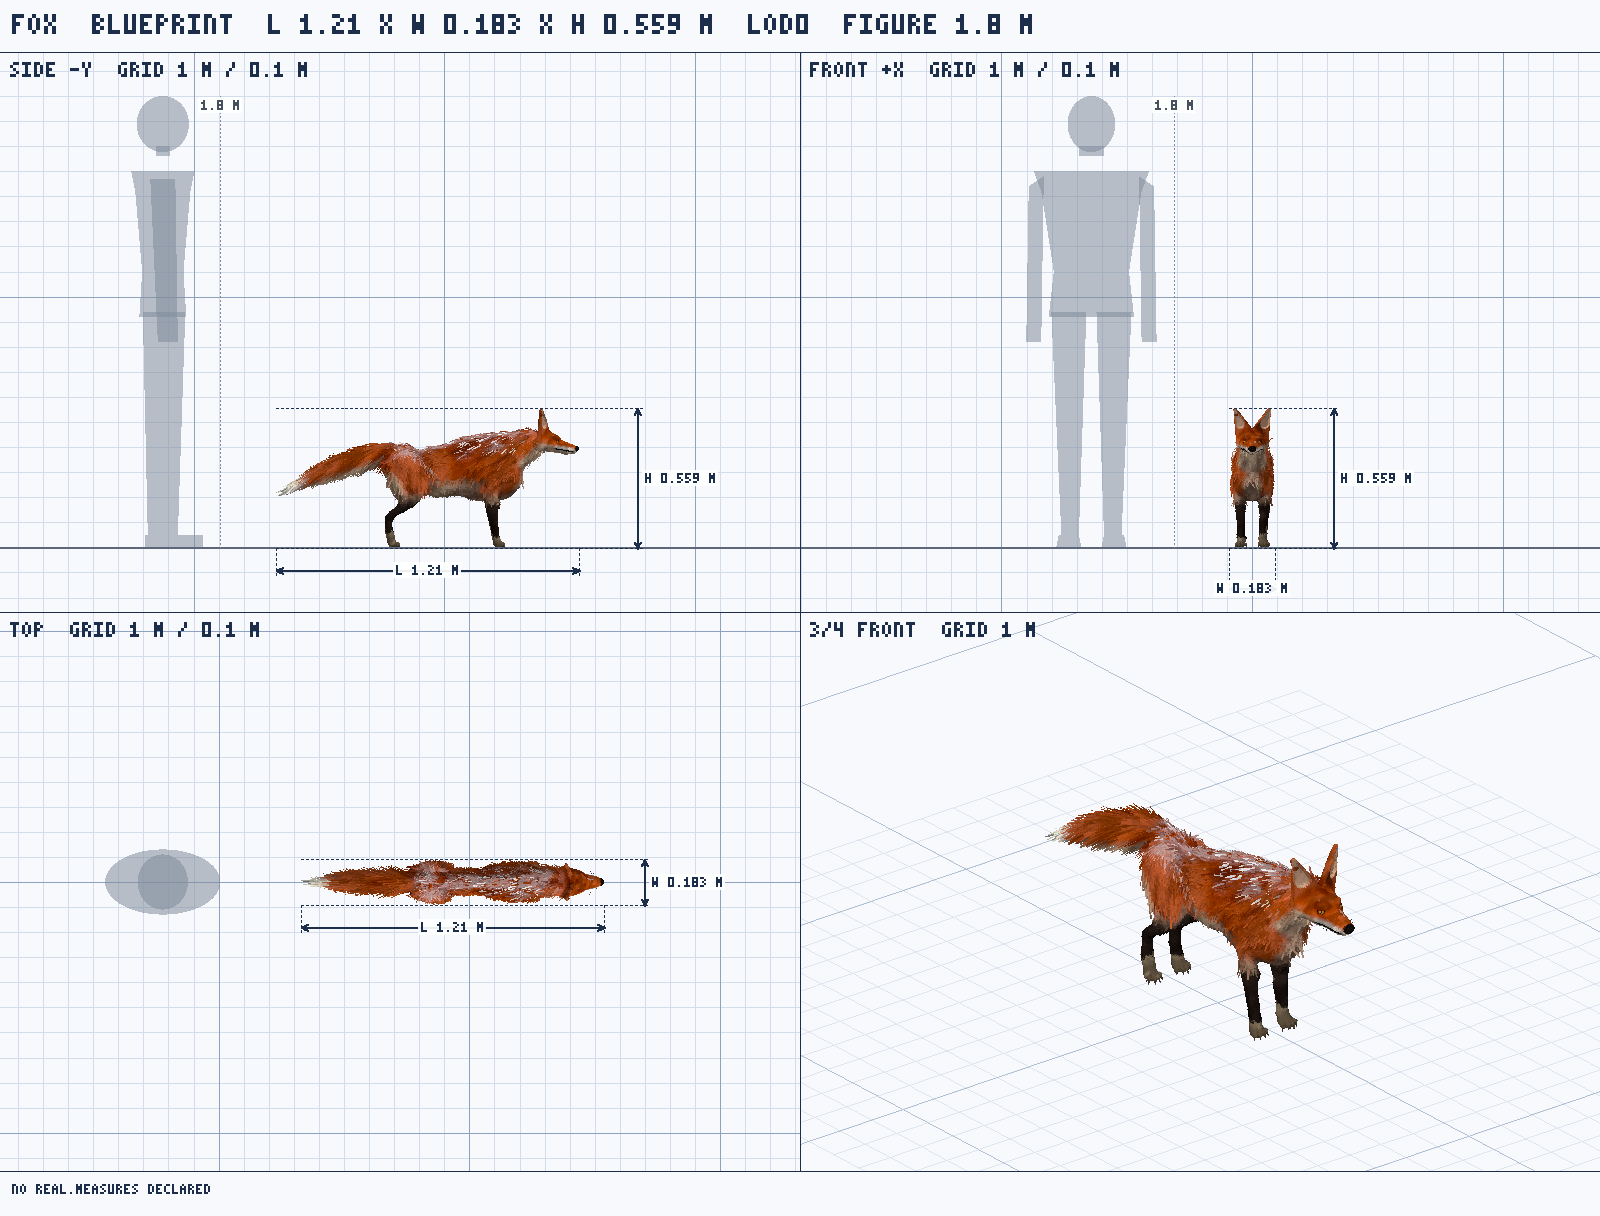 FOX BLUEPRINT L 1.21 X W 0.183 X H 0.559 M LOD0 FIGURE 1.8 M
SIDE -Y GRID 1 M / 0.1 M
1.8 M
H 0.559 M
L 1.21 M
FRONT +X GRID 1 M / 0.1 M
1.8 M
H 0.559 M
W 0.183 M
TOP GRID 1 M / 0.1 M
W 0.183 M
L 1.21 M
3/4 FRONT GRID 1 M
NO REAL.MEASURES DECLARED